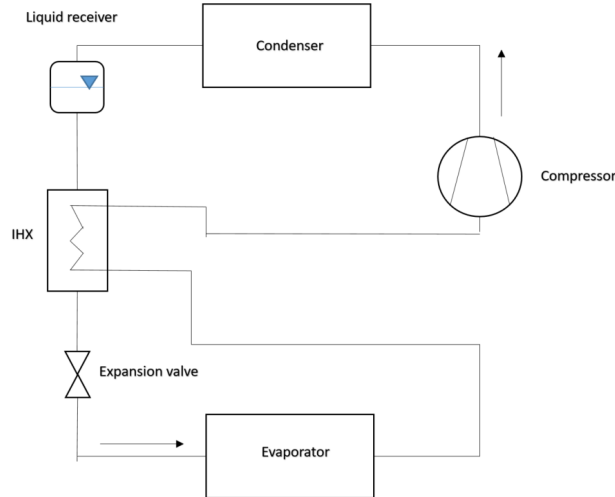 Liquid receiver
Condenser
Compressor
IHX
Expansion valve
Evaporator